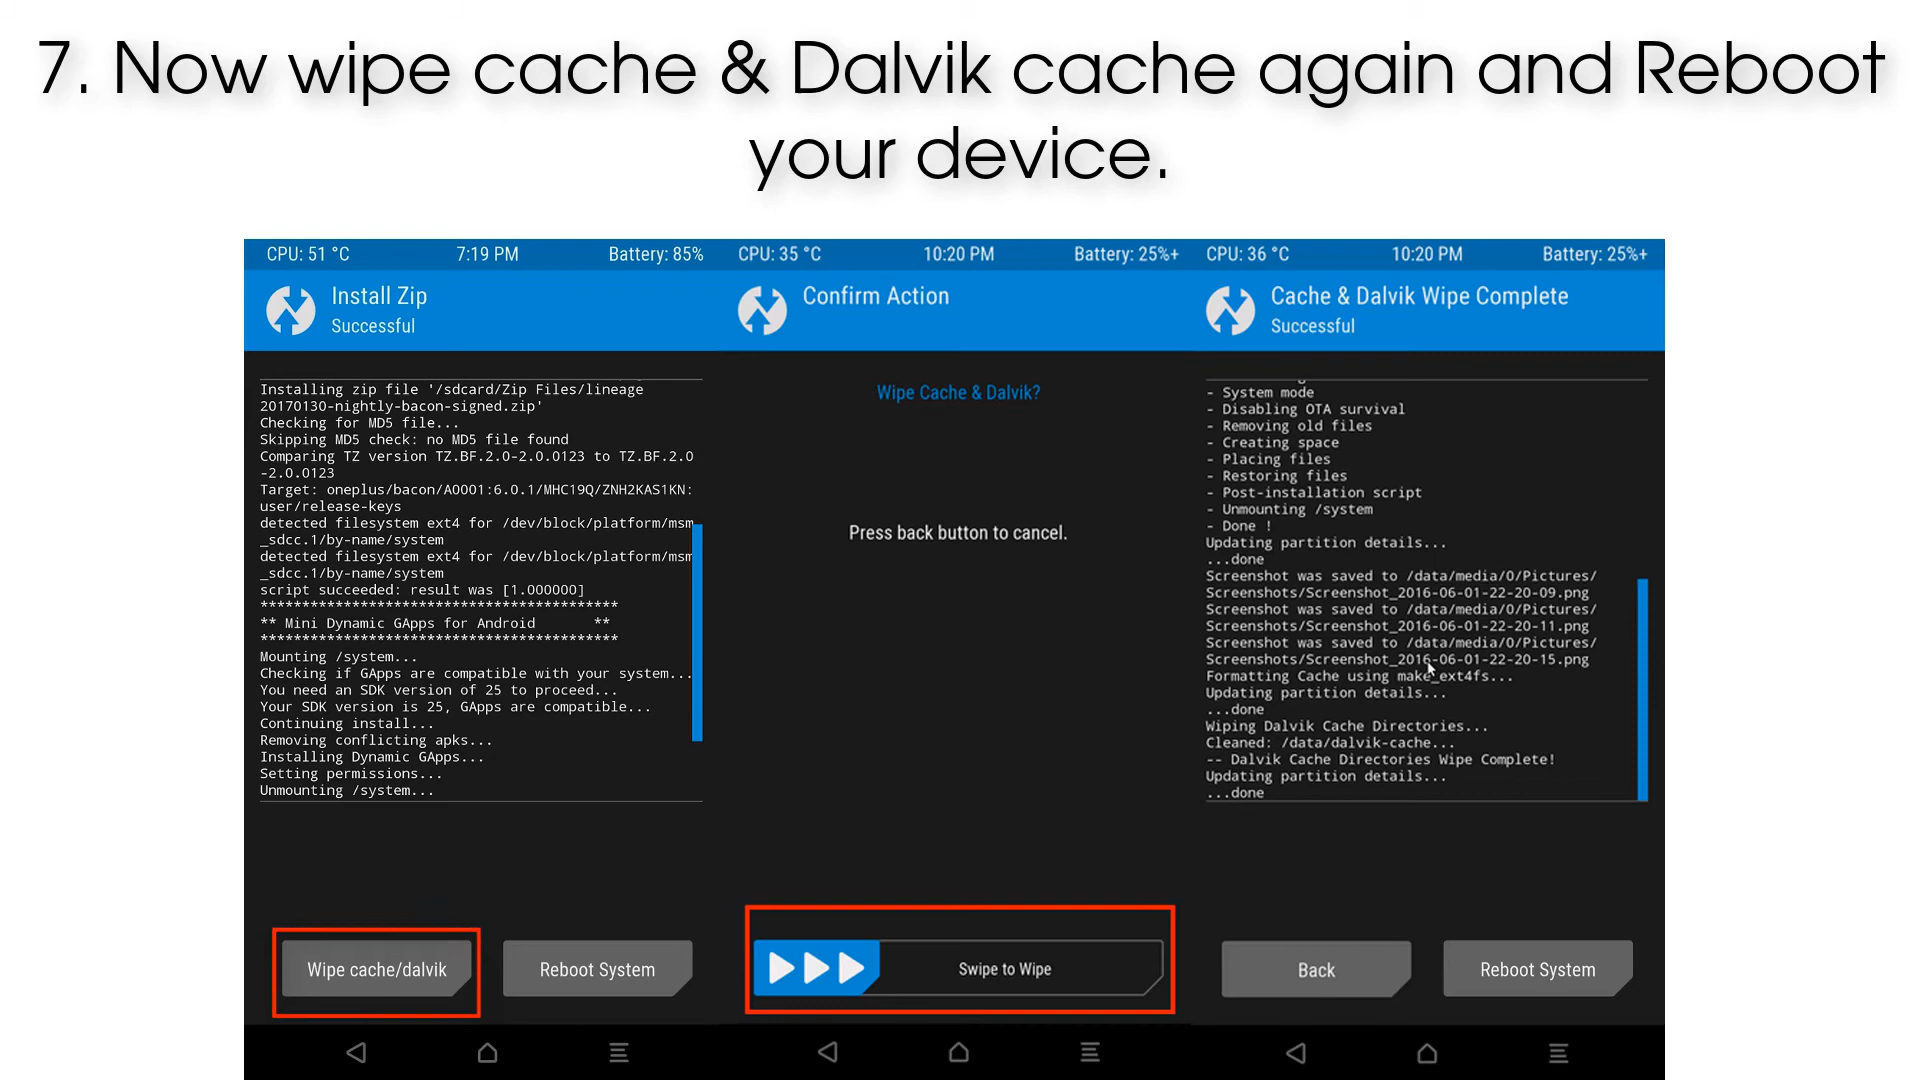 7. Now wipe cache & Dalvik cache again and Reboot
your device.
CPU: 51 °C 7:19 PM Battery: 85%
Install Zip
Successful
Installing zip file '/sdcard/Zip Files/lineage
20170130-nightly-bacon-signed.zip'
Checking for MD5 file...
Skipping MD5 check: no MD5 file found
Comparing TZ version TZ.BF.2.0-2.0.0123 to TZ.BF.2.0
-2.0.0123
Target: oneplus/bacon/A0001:6.0.1/MHC19Q/ZNH2KAS1KN:
user/release-keys
detected filesystem ext4 for /dev/block/platform/msm
_sdcc.1/by-name/system
detected filesystem ext4 for /dev/block/platform/msm
_sdcc.1/by-name/system
script succeeded: result was [1.000000]
*******************************************
** Mini Dynamic GApps for Android **
*******************************************
Mounting /system...
Checking if GApps are compatible with your system...
You need an SDK version of 25 to proceed...
Your SDK version is 25, GApps are compatible...
Continuing install...
Removing conflicting apks...
Installing Dynamic GApps...
Setting permissions...
Unmounting /system...
Wipe cache/dalvik
Reboot System
CPU: 35 °C 10:20 PM Battery: 25%+
Confirm Action
Wipe Cache & Dalvik?
Press back button to cancel.
Swipe to Wipe
CPU: 36 °C 10:20 PM Battery: 25%+
Cache & Dalvik Wipe Complete
Successful
- System mode
- Disabling OTA survival
- Removing old files
- Creating space
- Placing files
- Restoring files
- Post-installation script
- Unmounting /system
- Done !
Updating partition details...
...done
Screenshot was saved to /data/media/0/Pictures/
Screenshots/Screenshot_2016-06-01-22-20-09.png
Screenshot was saved to /data/media/0/Pictures/
Screenshots/Screenshot_2016-06-01-22-20-11.png
Screenshot was saved to /data/media/0/Pictures/
Screenshots/Screenshot_2016-06-01-22-20-15.png
Formatting Cache using make_ext4fs...
Updating partition details...
...done
Wiping Dalvik Cache Directories...
Cleaned: /data/dalvik-cache...
-- Dalvik Cache Directories Wipe Complete!
Updating partition details...
...done
Back
Reboot System